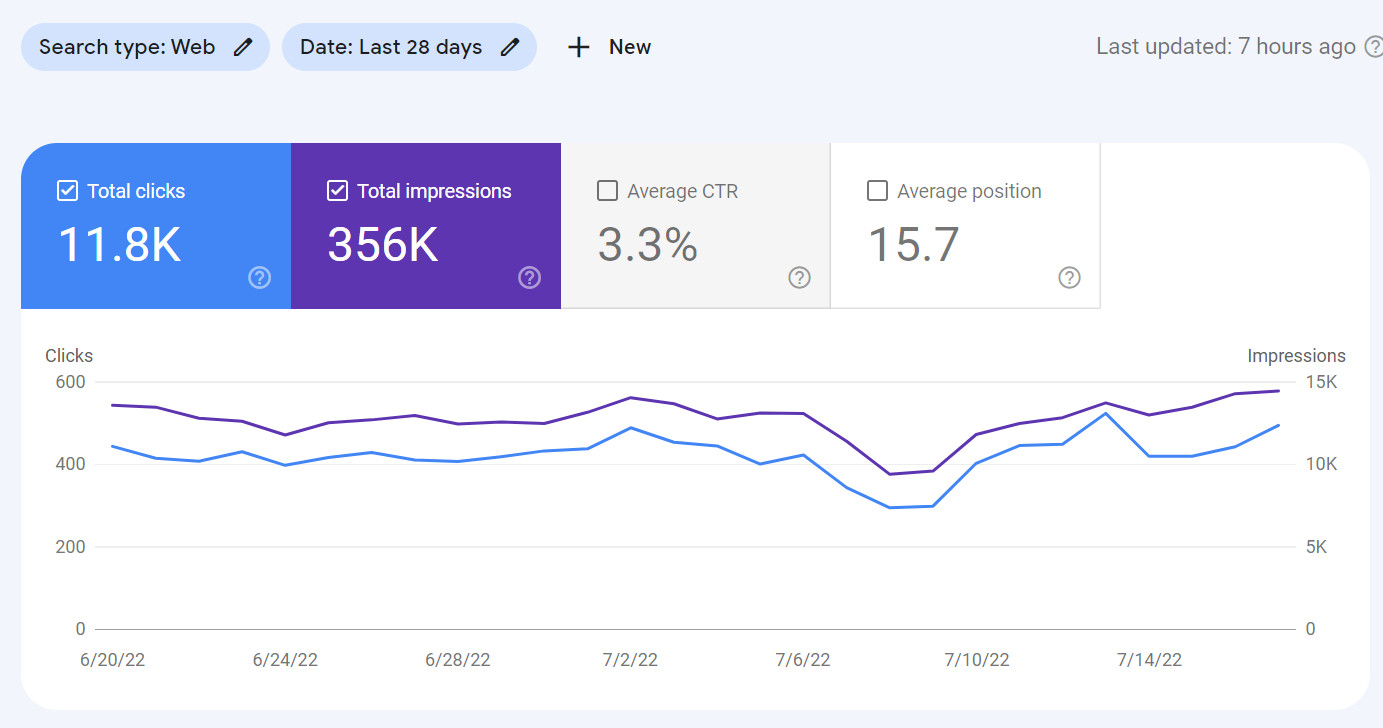 Search type: Web
Date: Last 28 days
+ New
Last updated: 7 hours ago
Total clicks
11.8K
Total impressions
356K
Average CTR
3.3%
Average position
15.7
Clicks
Impressions
600
15K
400
10K
200
5K
0
0
6/20/22
6/24/22
6/28/22
7/2/22
7/6/22
7/10/22
7/14/22